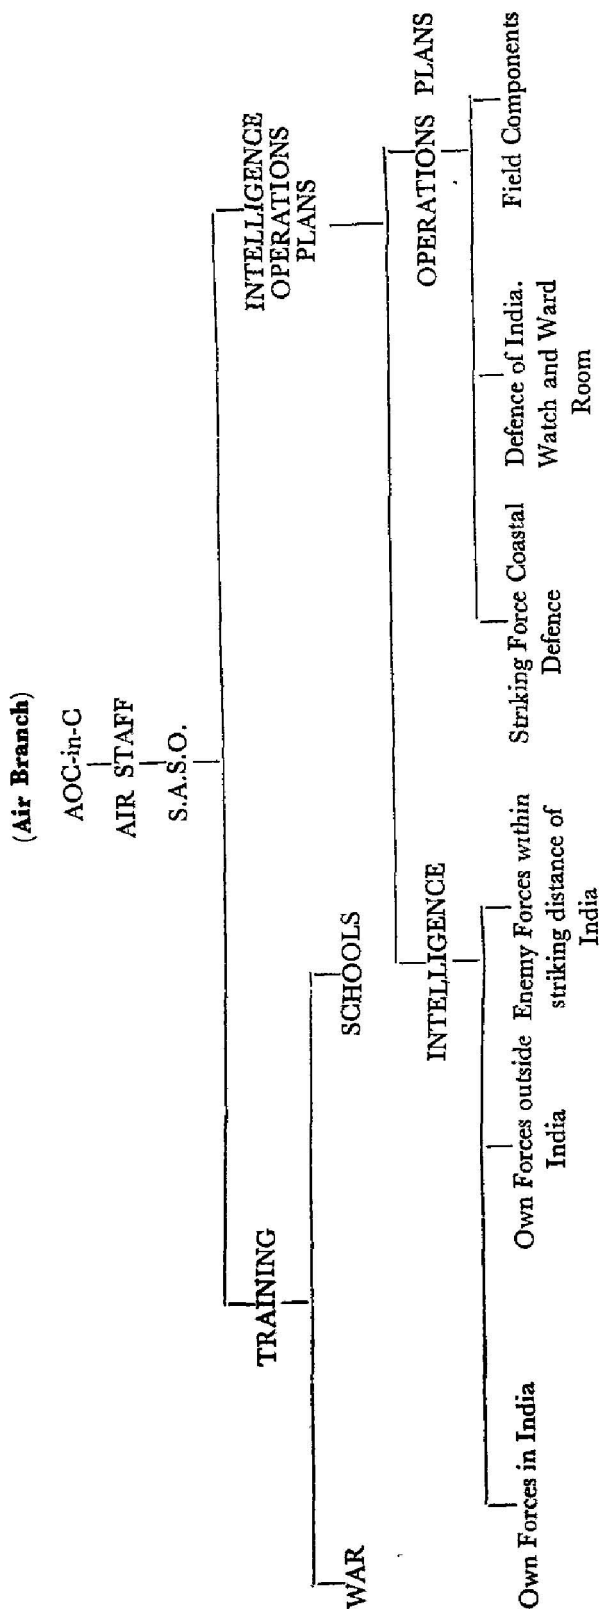 (Air Branch)
AOC-in-C
AIR STAFF
S.A.S.O.
TRAINING
INTELLIGENCE
OPERATIONS
PLANS
WAR
SCHOOLS
INTELLIGENCE
OPERATIONS PLANS
Own Forces in India
Own Forces outside
India
Enemy Forces within
striking distance of
India
Striking Force Coastal
Defence
Defence of India.
Watch and Ward
Room
Field Components